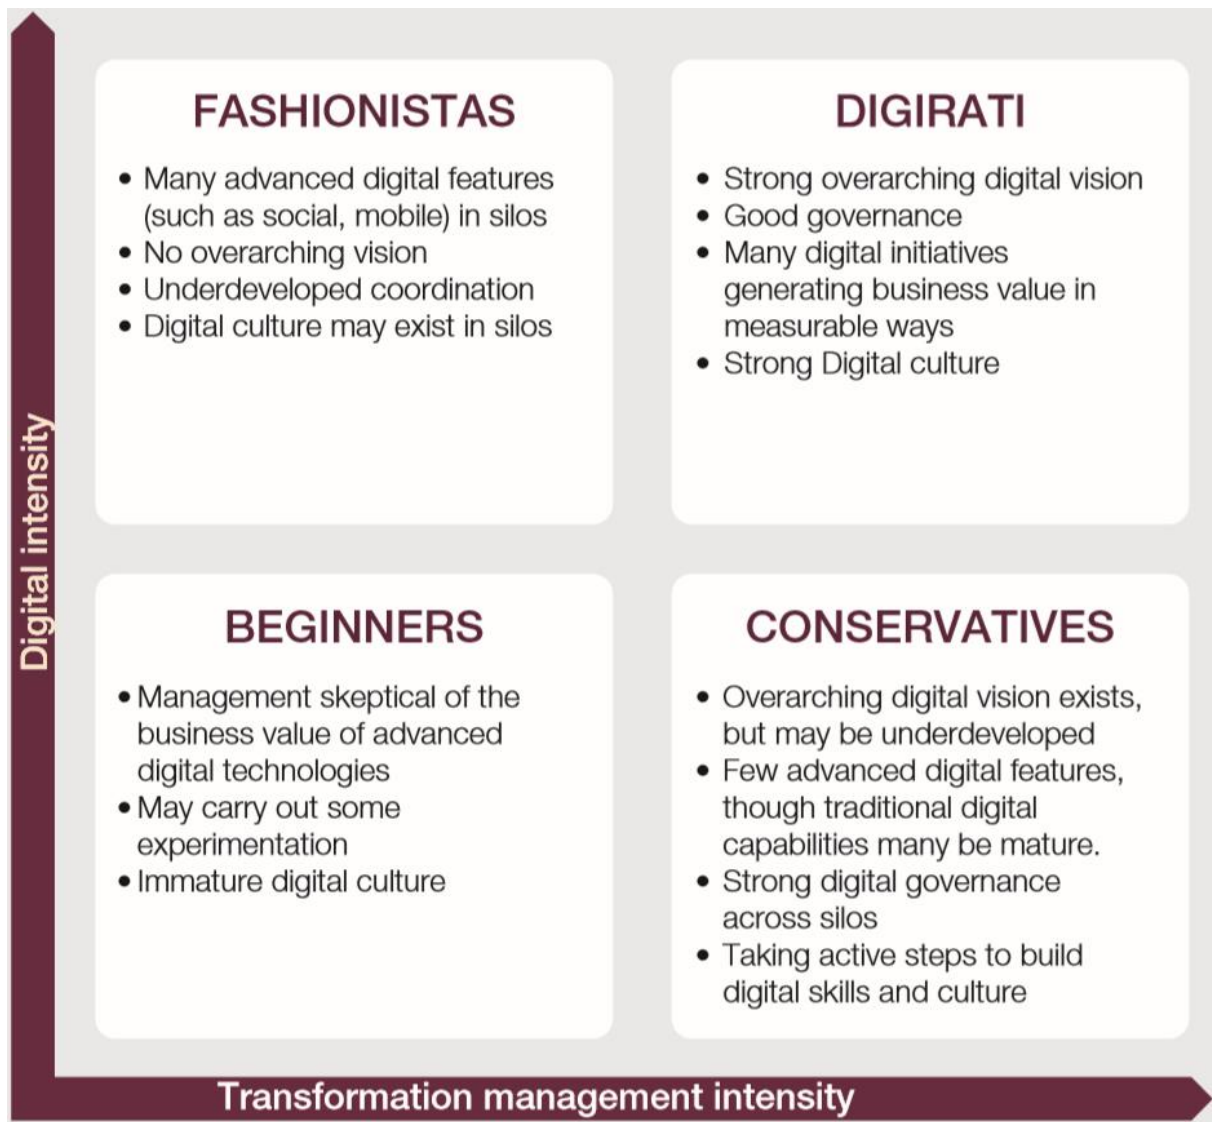 FASHIONISTAS
• Many advanced digital features
(such as social, mobile) in silos
• No overarching vision
• Underdeveloped coordination
• Digital culture may exist in silos
DIGIRATI
• Strong overarching digital vision
• Good governance
• Many digital initiatives
generating business value in
measurable ways
• Strong Digital culture
Digital intensity
BEGINNERS
• Management skeptical of the
business value of advanced
digital technologies
• May carry out some
experimentation
• Immature digital culture
CONSERVATIVES
• Overarching digital vision exists,
but may be underdeveloped
• Few advanced digital features,
though traditional digital
capabilities many be mature.
• Strong digital governance
across silos
• Taking active steps to build
digital skills and culture
Transformation management intensity